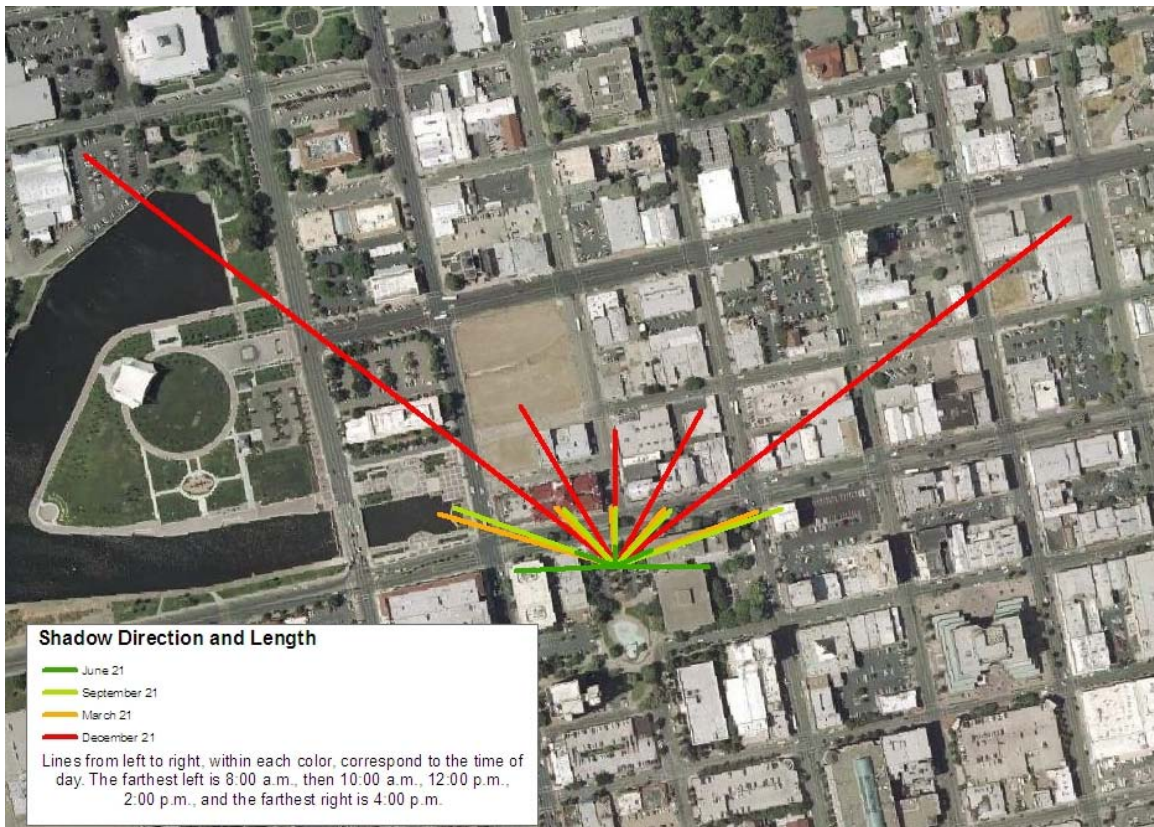 Shadow Direction and Length
June 21
September 21
March 21
December 21
Lines from left to right, within each color, correspond to the time of
day. The farthest left is 8:00 a.m., then 10:00 a.m., 12:00 p.m.,
2:00 p.m., and the farthest right is 4:00 p.m.